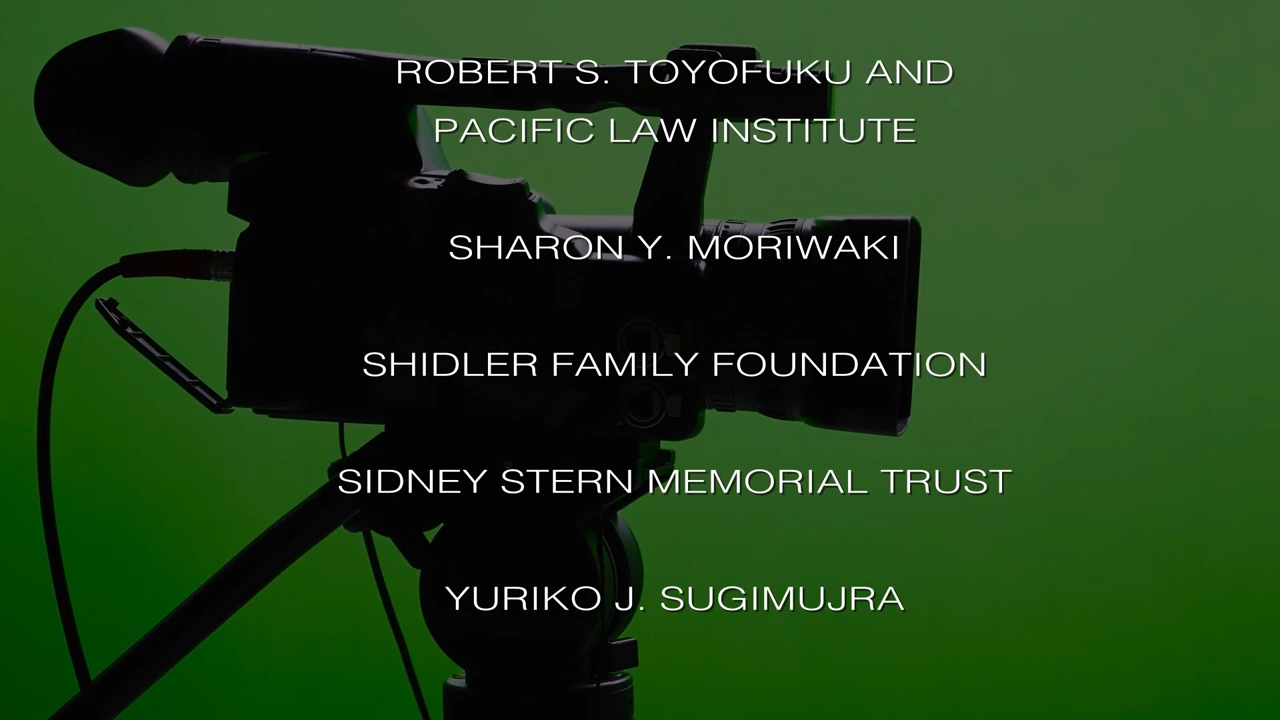 ROBERT S. TOYOFUKU AND
PACIFIC LAW INSTITUTE
SHARON Y. MORIWAKI
SHIDLER FAMILY FOUNDATION
SIDNEY STERN MEMORIAL TRUST
YURIKO J. SUGIMUJRA